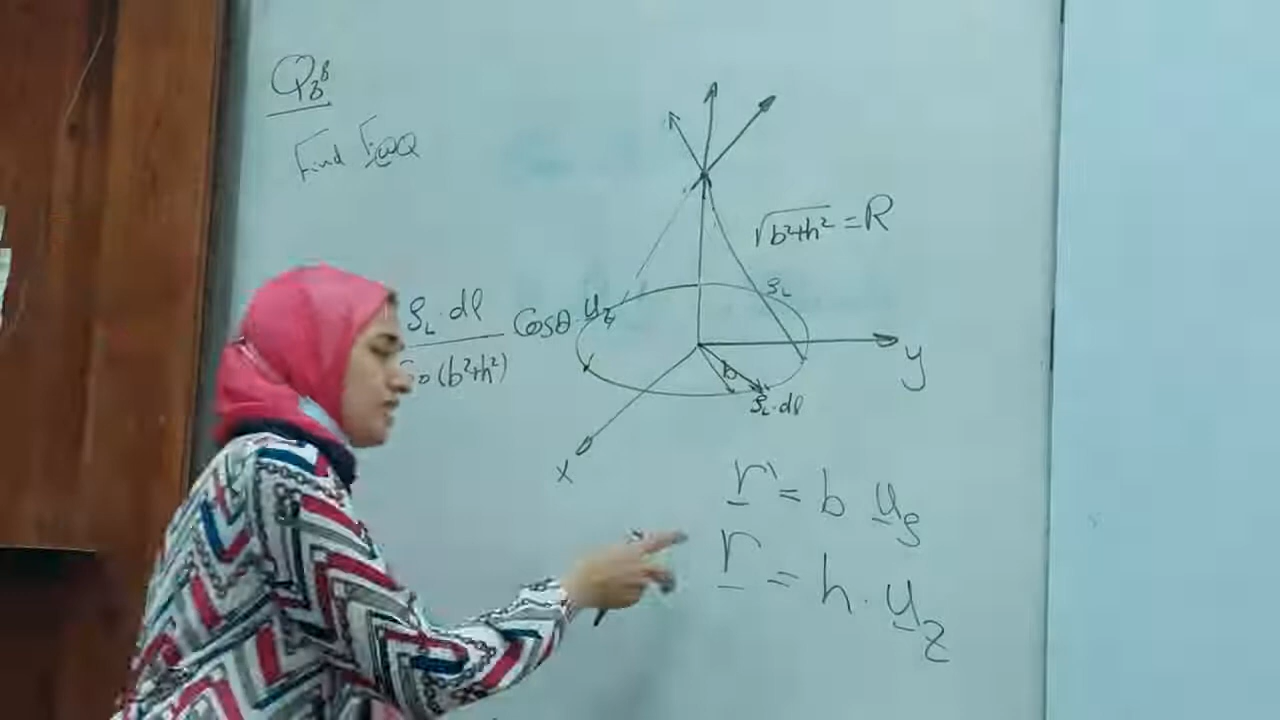 Q3:
Find E@Q
√b²+h² = R
ρL
ρL·dl Cosθ·uz
(b²+h²)
y
b
ρL·dl
x
r' = b uρ
r = h·uz